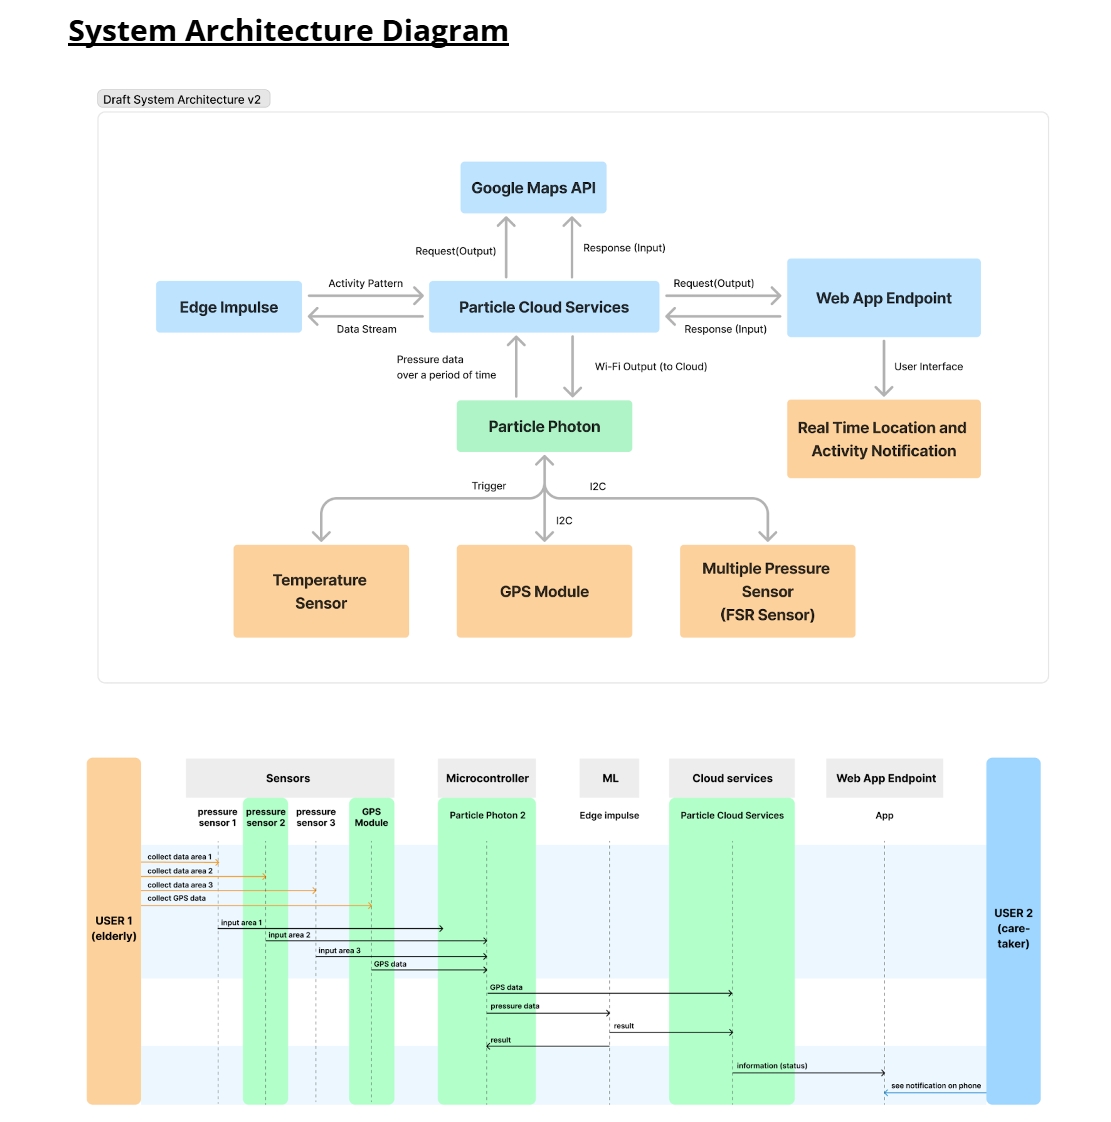 System Architecture Diagram
Draft System Architecture v2
Google Maps API
Request(Output)
Response (Input)
Edge Impulse
Activity Pattern
Data Stream
Particle Cloud Services
Request(Output)
Response (Input)
Web App Endpoint
Pressure data
over a period of time
Wi-Fi Output (to Cloud)
User Interface
Particle Photon
Real Time Location and
Activity Notification
Trigger
I2C
I2C
Temperature
Sensor
GPS Module
Multiple Pressure
Sensor
(FSR Sensor)
Sensors
Microcontroller
ML
Cloud services
Web App Endpoint
pressure
sensor 1
pressure
sensor 2
pressure
sensor 3
GPS
Module
Particle Photon 2
Edge impulse
Particle Cloud Services
App
USER 1
(elderly)
collect data area 1
collect data area 2
collect data area 3
collect GPS data
input area 1
input area 2
input area 3
GPS data
GPS data
pressure data
result
result
information (status)
see notification on phone
USER 2
(care-
taker)